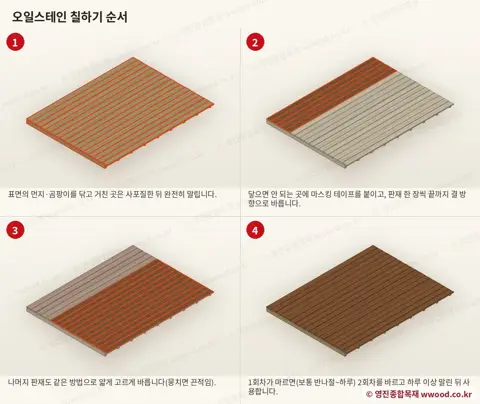 오일스테인 칠하기 순서
1
2
표면의 먼지·곰팡이를 닦고 거친 곳은 사포질한 뒤 완전히 말립니다.
닿으면 안 되는 곳에 마스킹 테이프를 붙이고, 판재 한 장씩 끝까지 결 방
향으로 바릅니다.
3
4
나머지 판재도 같은 방법으로 얇게 고르게 바릅니다(뭉치면 끈적임).
1회차가 마르면(보통 반나절~하루) 2회차를 바르고 하루 이상 말린 뒤 사
용합니다.
© 영진종합목재 wwood.co.kr